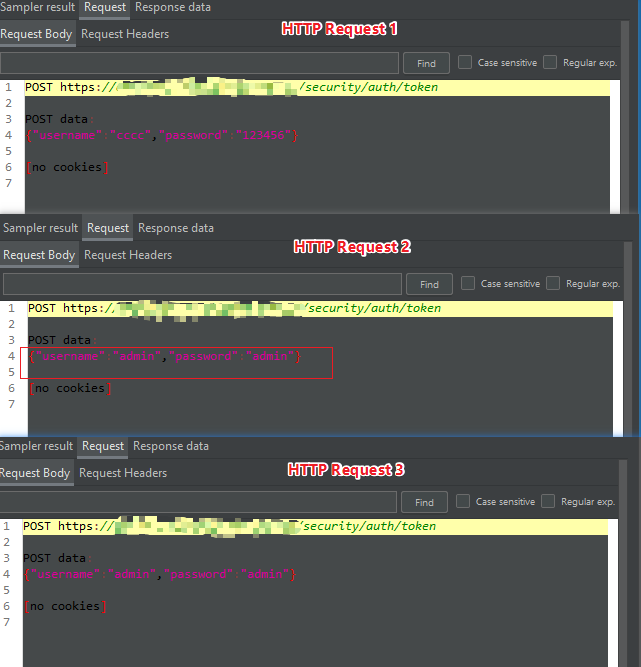 Sampler result Request Response data
HTTP Request 1
Request Body Request Headers
Find Case sensitive Regular exp.
1 POST https:// /security/auth/token
2
3 POST data:
4 {"username":"cccc","password":"123456"}
5
6 [no cookies]
7
Sampler result Request Response data
HTTP Request 2
Request Body Request Headers
Find Case sensitive Regular exp.
1 POST https:// /security/auth/token
2
3 POST data:
4 {"username":"admin","password":"admin"}
5
6 [no cookies]
7
Sampler result Request Response data
HTTP Request 3
Request Body Request Headers
Find Case sensitive Regular exp.
1 POST https:// /security/auth/token
2
3 POST data:
4 {"username":"admin","password":"admin"}
5
6 [no cookies]
7